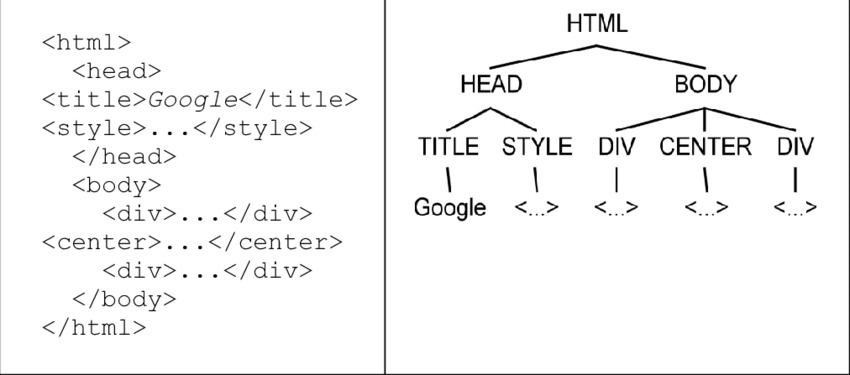 <html>
<head>
<title>Google</title>
<style>...</style>
</head>
<body>
<div>...</div>
<center>...</center>
<div>...</div>
</body>
</html>
HTML
HEAD BODY
TITLE STYLE DIV CENTER DIV
Google <...> <...> <...> <...>